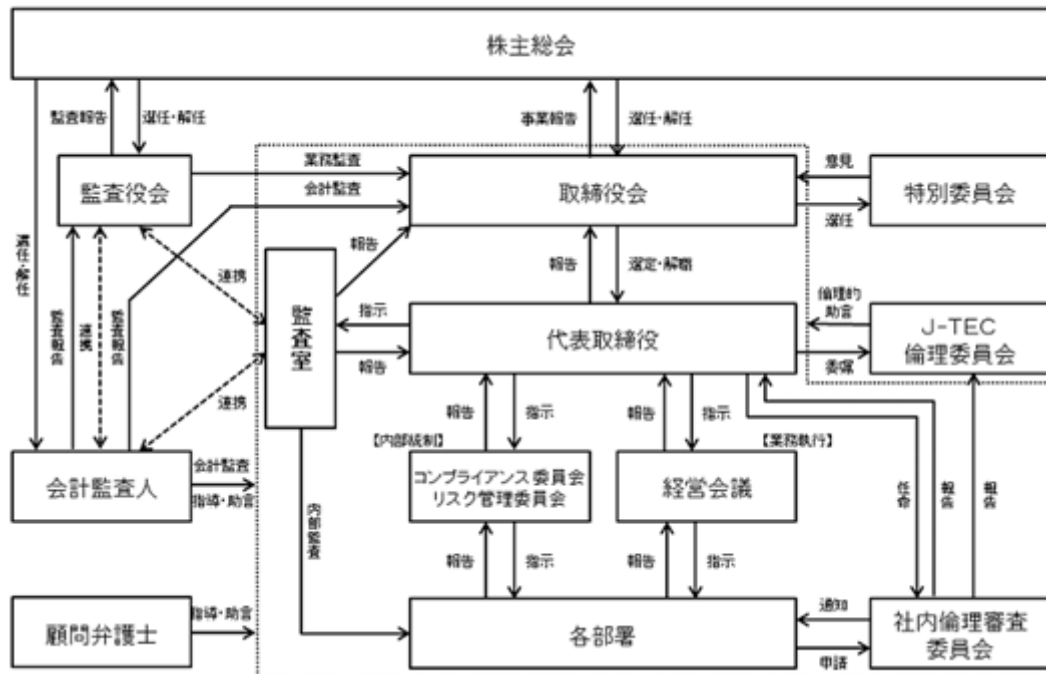 株主総会
監査報告
選任・解任
事業報告
選任・解任
業務監査
会計監査
監査役会
取締役会
意見
特別委員会
選任
選任・解任
報告
連携
報告
選定・解職
倫理的
助言
監査報告
連携
監査報告
監査室
指示
報告
代表取締役
J-TEC
倫理委員会
委嘱
連携
報告
指示
報告
指示
【内部統制】
【業務執行】
会計監査人
会計監査
指導・助言
コンプライアンス委員会
リスク管理委員会
経営会議
任命
報告
報告
内部監査
報告
指示
報告
指示
顧問弁護士
指導・助言
各部署
通知
申請
社内倫理審査
委員会